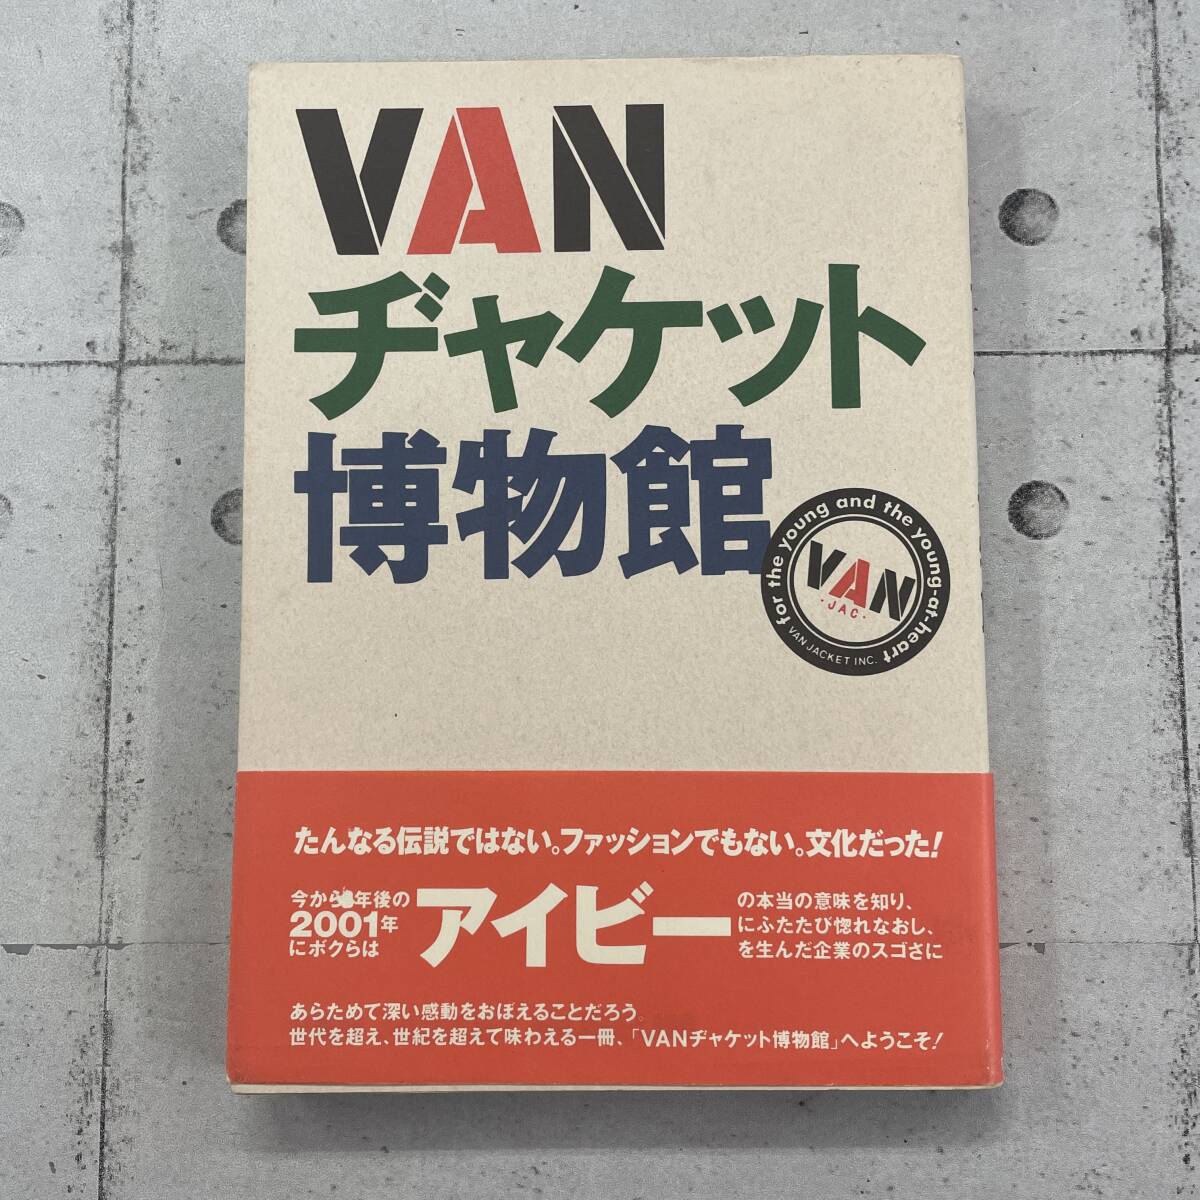 VAN
ヂャケット
博物館
for the young and the young-at-heart
VAN
・JAC・
VAN JACKET INC.
たんなる伝説ではない。ファッションでもない。文化だった!
今から 年後の
2001年
にボクらは
アイビー
の本当の意味を知り、
にふたたび惚れなおし、
を生んだ企業のスゴさに
あらためて深い感動をおぼえることだろう。
世代を超え、世紀を超えて味わえる一冊、「VANヂャケット博物館」へようこそ!